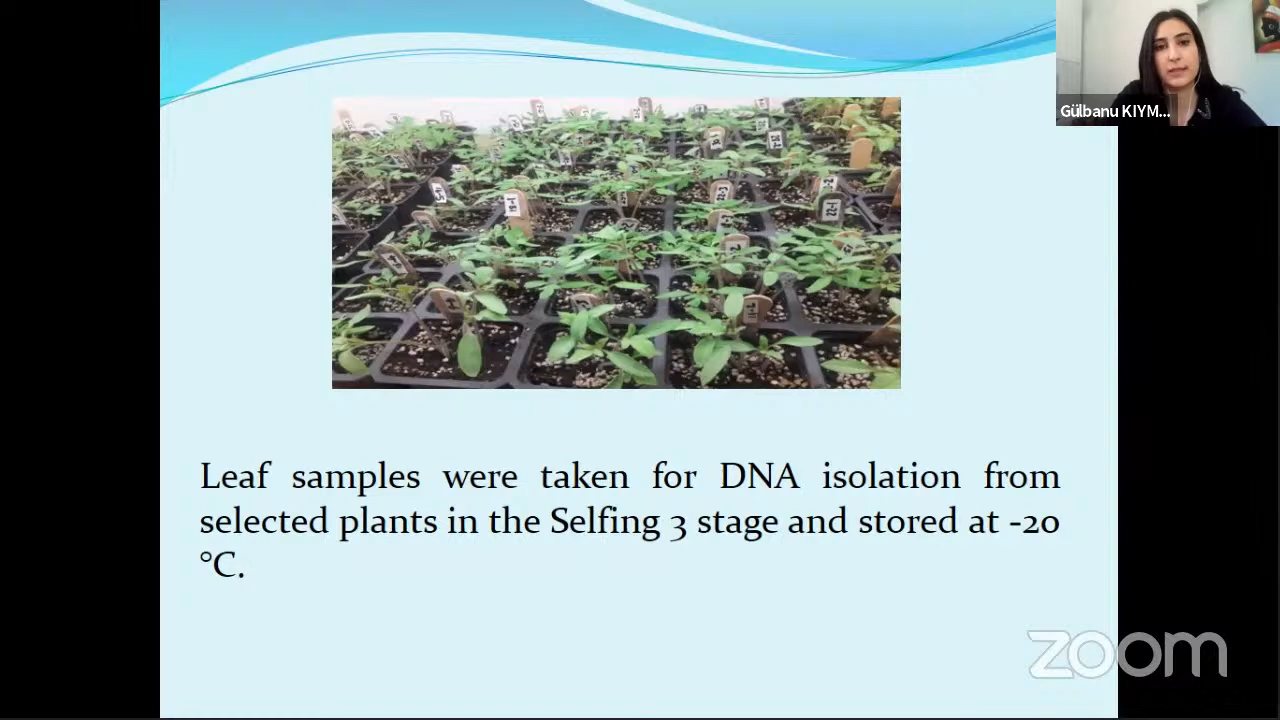 Gülbanu KIYM...
Leaf samples were taken for DNA isolation from
selected plants in the Selfing 3 stage and stored at -20
°C.
zoom